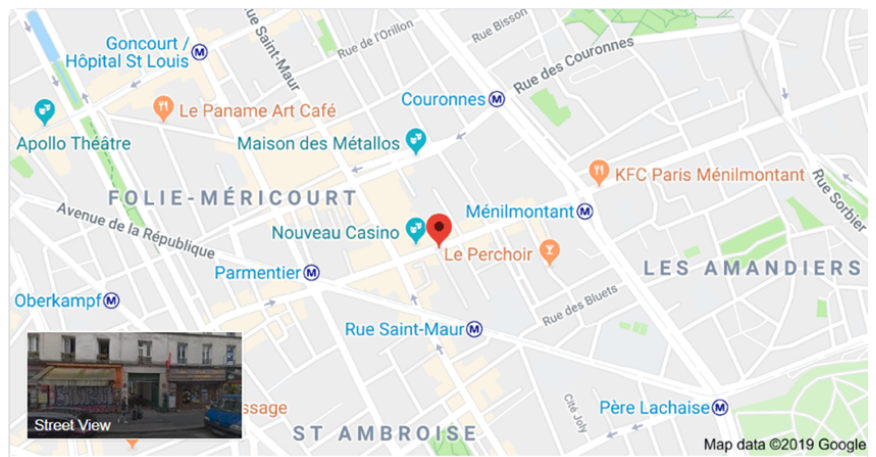 Goncourt /
Hôpital St Louis
Rue Saint-Maur
Rue de l'Orillon
Rue Bisson
Rue des Couronnes
Le Paname Art Café
Couronnes
Apollo Théâtre
Maison des Métallos
KFC Paris Ménilmontant
FOLIE-MÉRICOURT
Rue Sorbier
Avenue de la République
Nouveau Casino
Ménilmontant
Le Perchoir
LES AMANDIERS
Parmentier
Oberkampf
Rue des Bluets
Rue Saint-Maur
Cité Joly
Père Lachaise
ssage
Street View
ST AMBROISE
Map data ©2019 Google